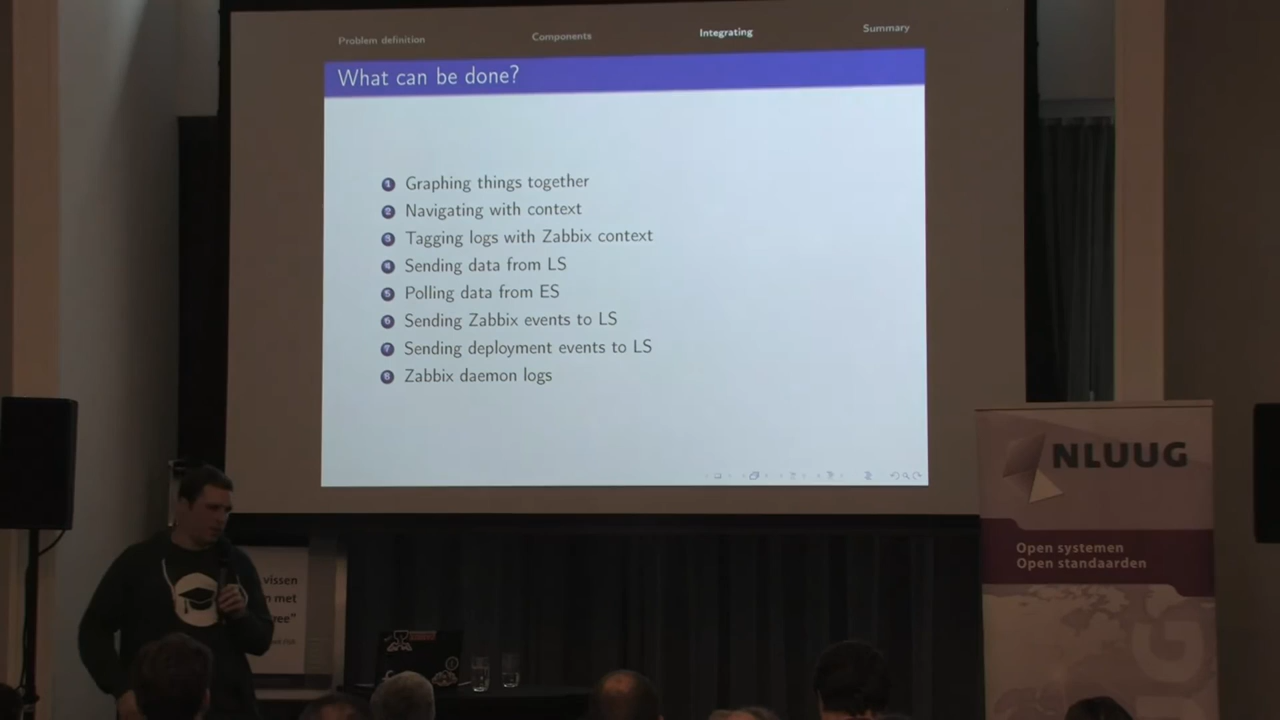 Problem definition
Components
Integrating
Summary
What can be done?
1 Graphing things together
2 Navigating with context
3 Tagging logs with Zabbix context
4 Sending data from LS
5 Polling data from ES
6 Sending Zabbix events to LS
7 Sending deployment events to LS
8 Zabbix daemon logs
NLUUG
Open systemen
Open standaarden
vissen
met